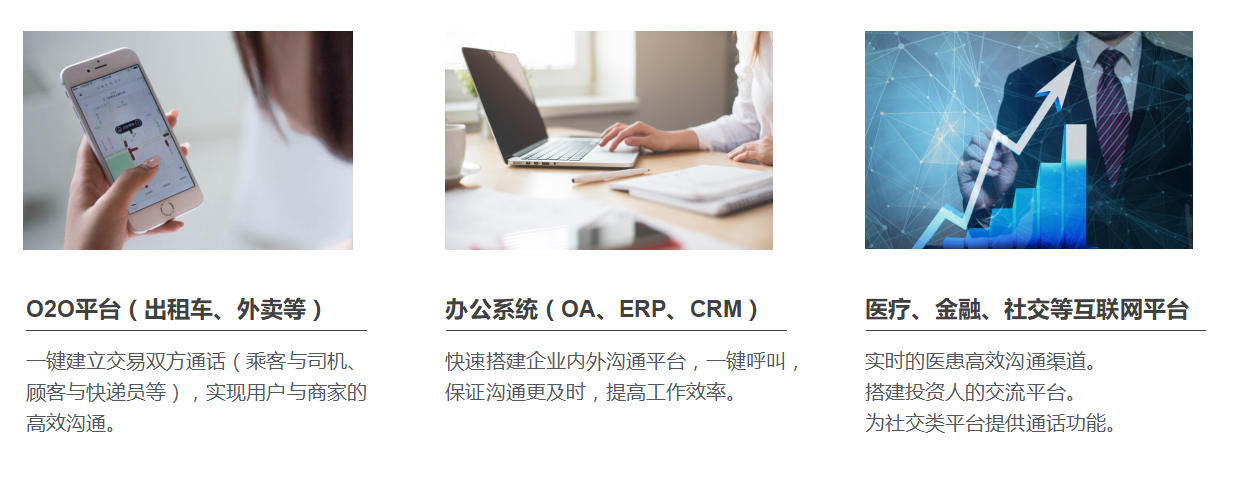 O2O平台（出租车、外卖等）
一键建立交易双方通话（乘客与司机、
顾客与快递员等），实现用户与商家的
高效沟通。
办公系统（OA、ERP、CRM）
快速搭建企业内外沟通平台，一键呼叫，
保证沟通更及时，提高工作效率。
医疗、金融、社交等互联网平台
实时的医患高效沟通渠道。
搭建投资人的交流平台。
为社交类平台提供通话功能。